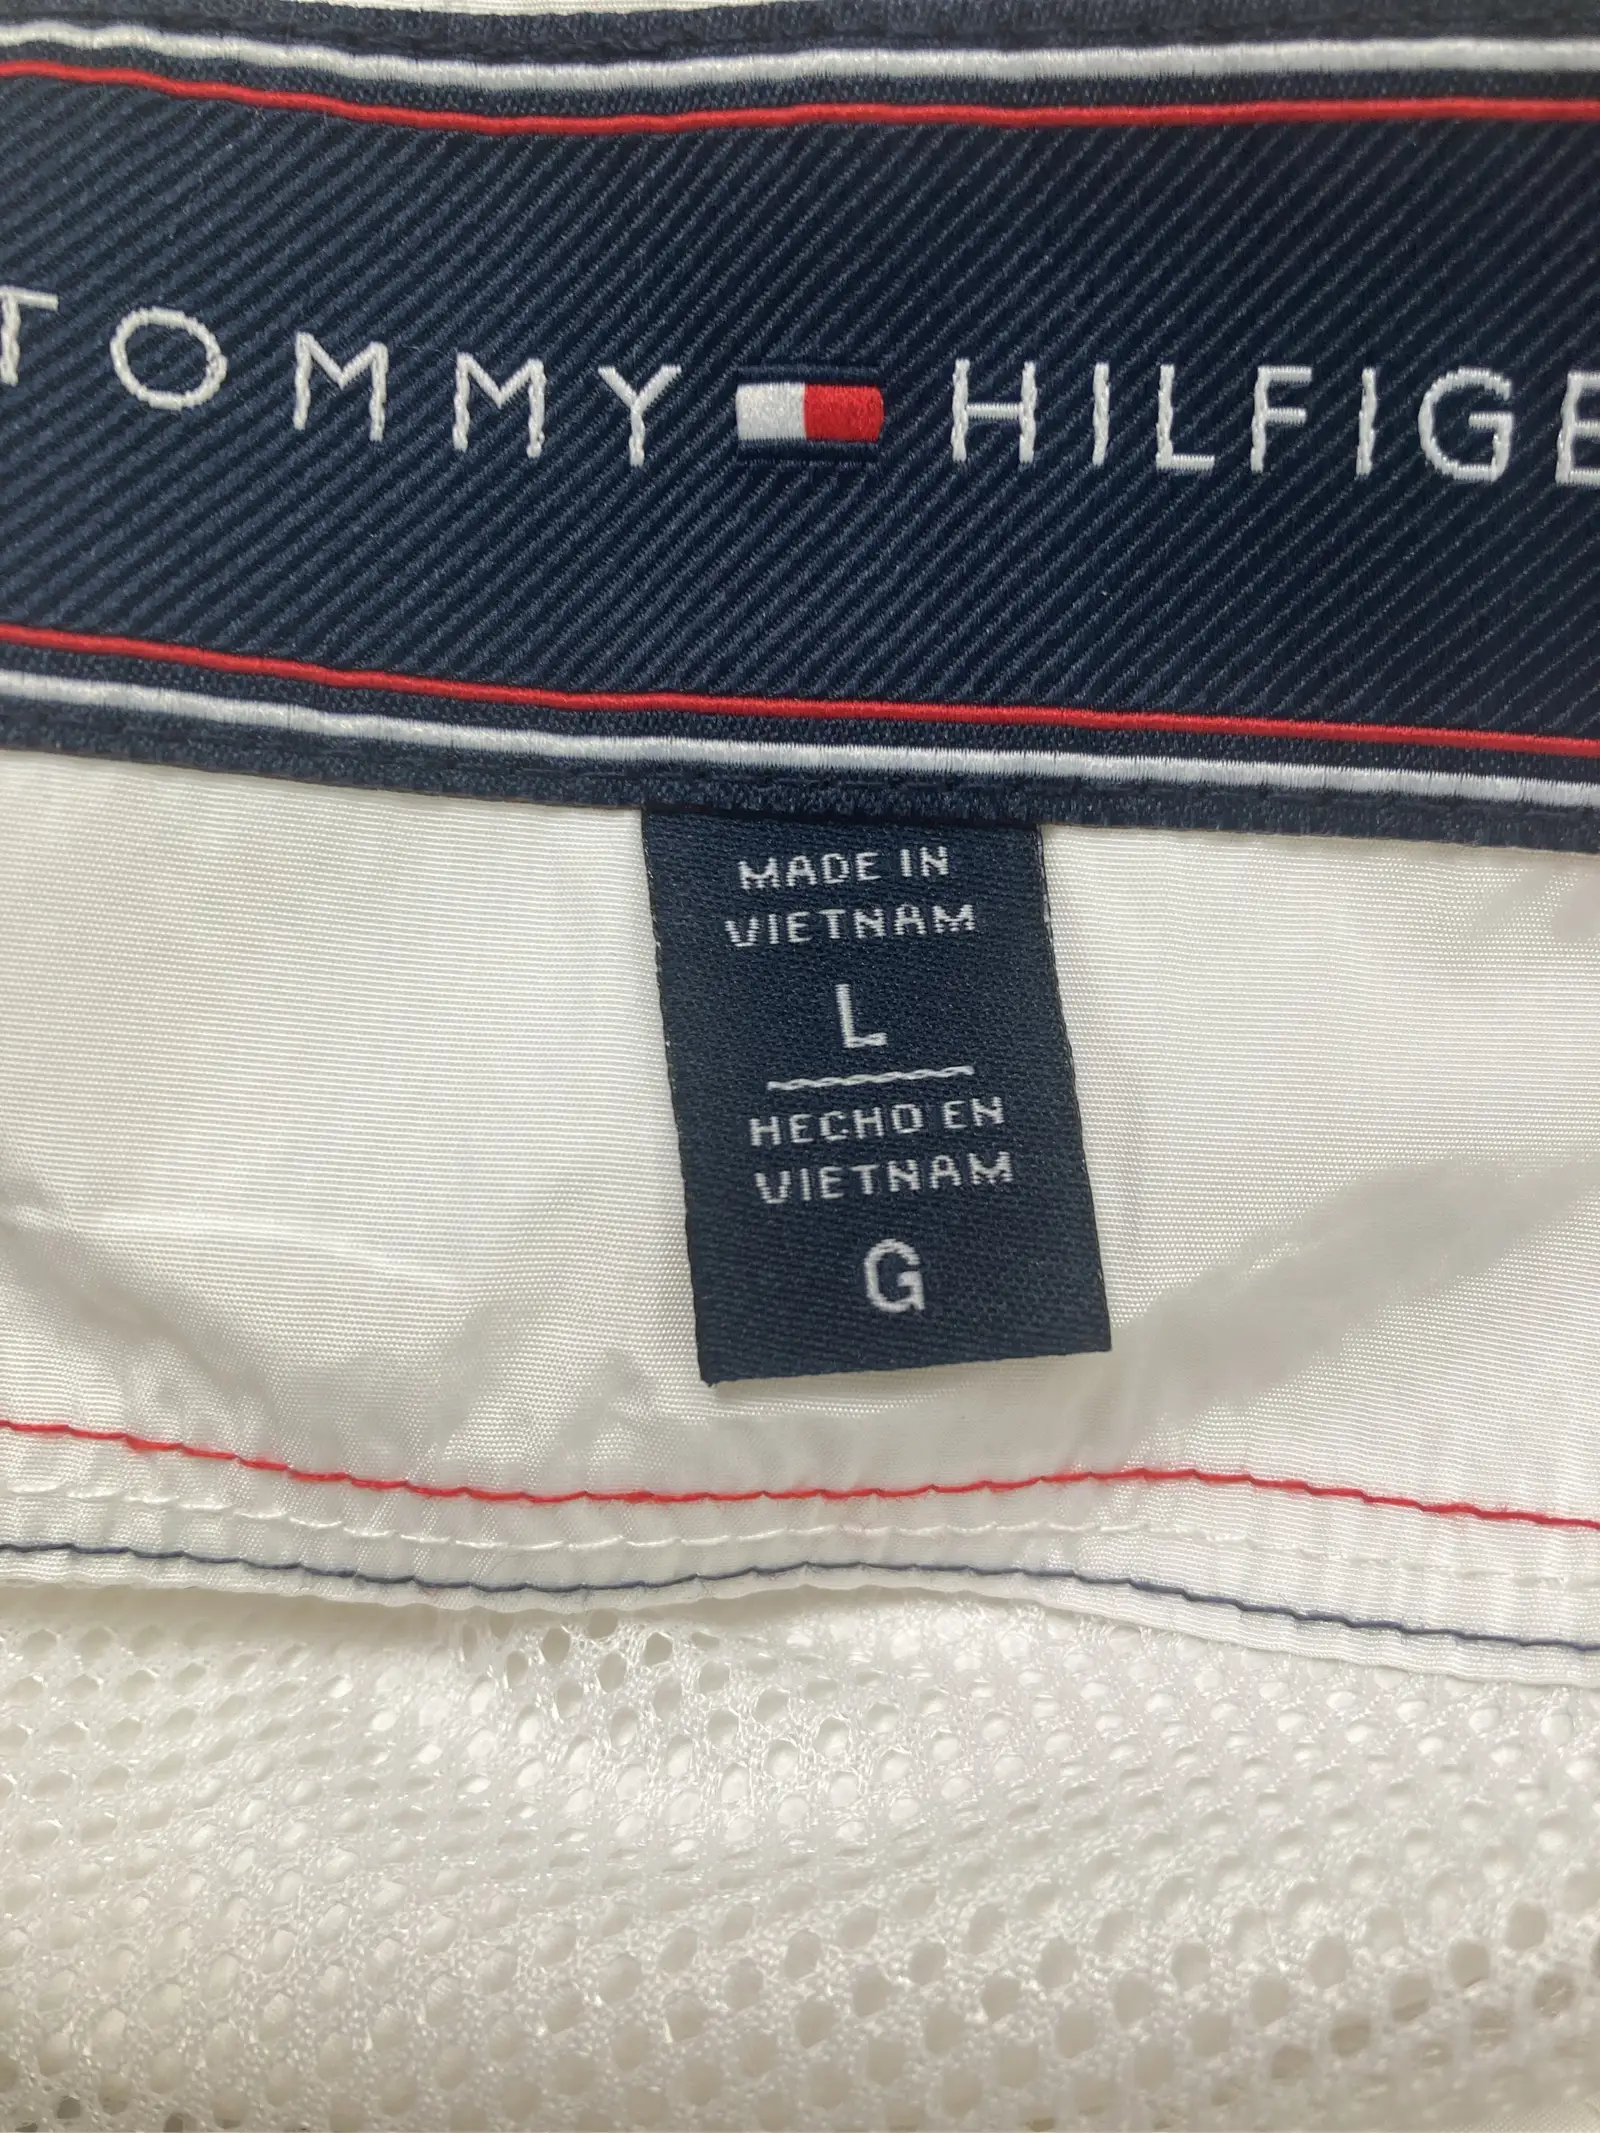 TOMMY HILFIGE
MADE IN
VIETNAM
L
HECHO EN
VIETNAM
G